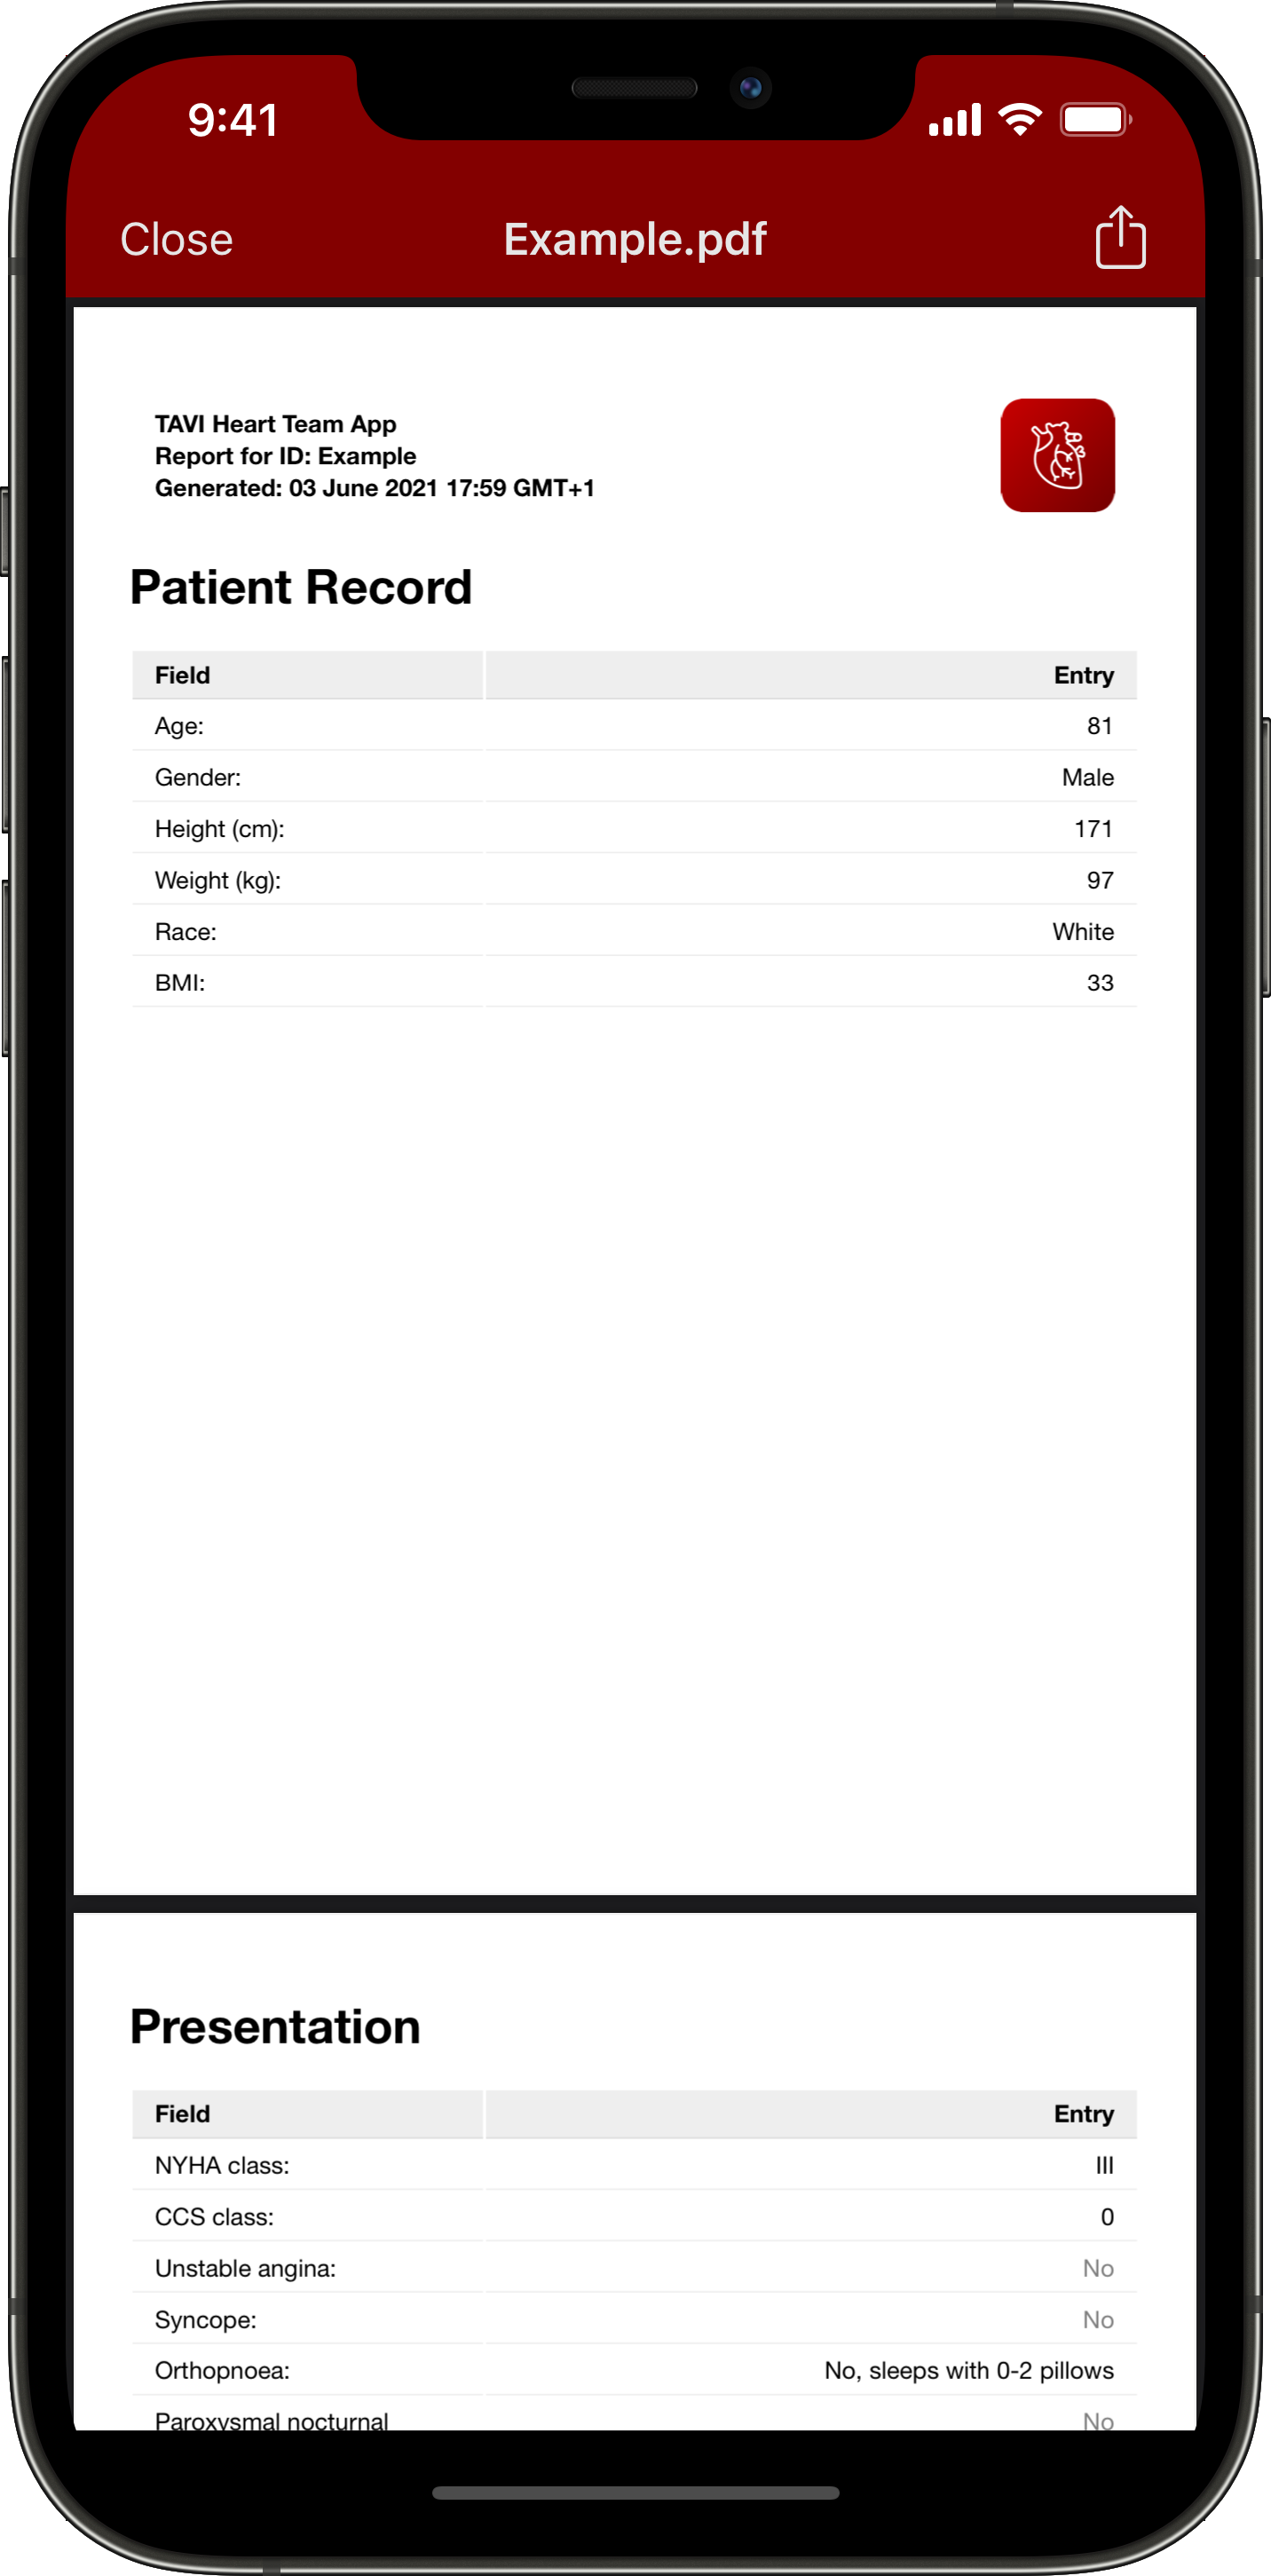 9:41
Close Example.pdf
TAVI Heart Team App
Report for ID: Example
Generated: 03 June 2021 17:59 GMT+1
Patient Record
Field Entry
Age: 81
Gender: Male
Height (cm): 171
Weight (kg): 97
Race: White
BMI: 33
Presentation
Field Entry
NYHA class: III
CCS class: 0
Unstable angina: No
Syncope: No
Orthopnoea: No, sleeps with 0-2 pillows
Paroxysmal nocturnal No